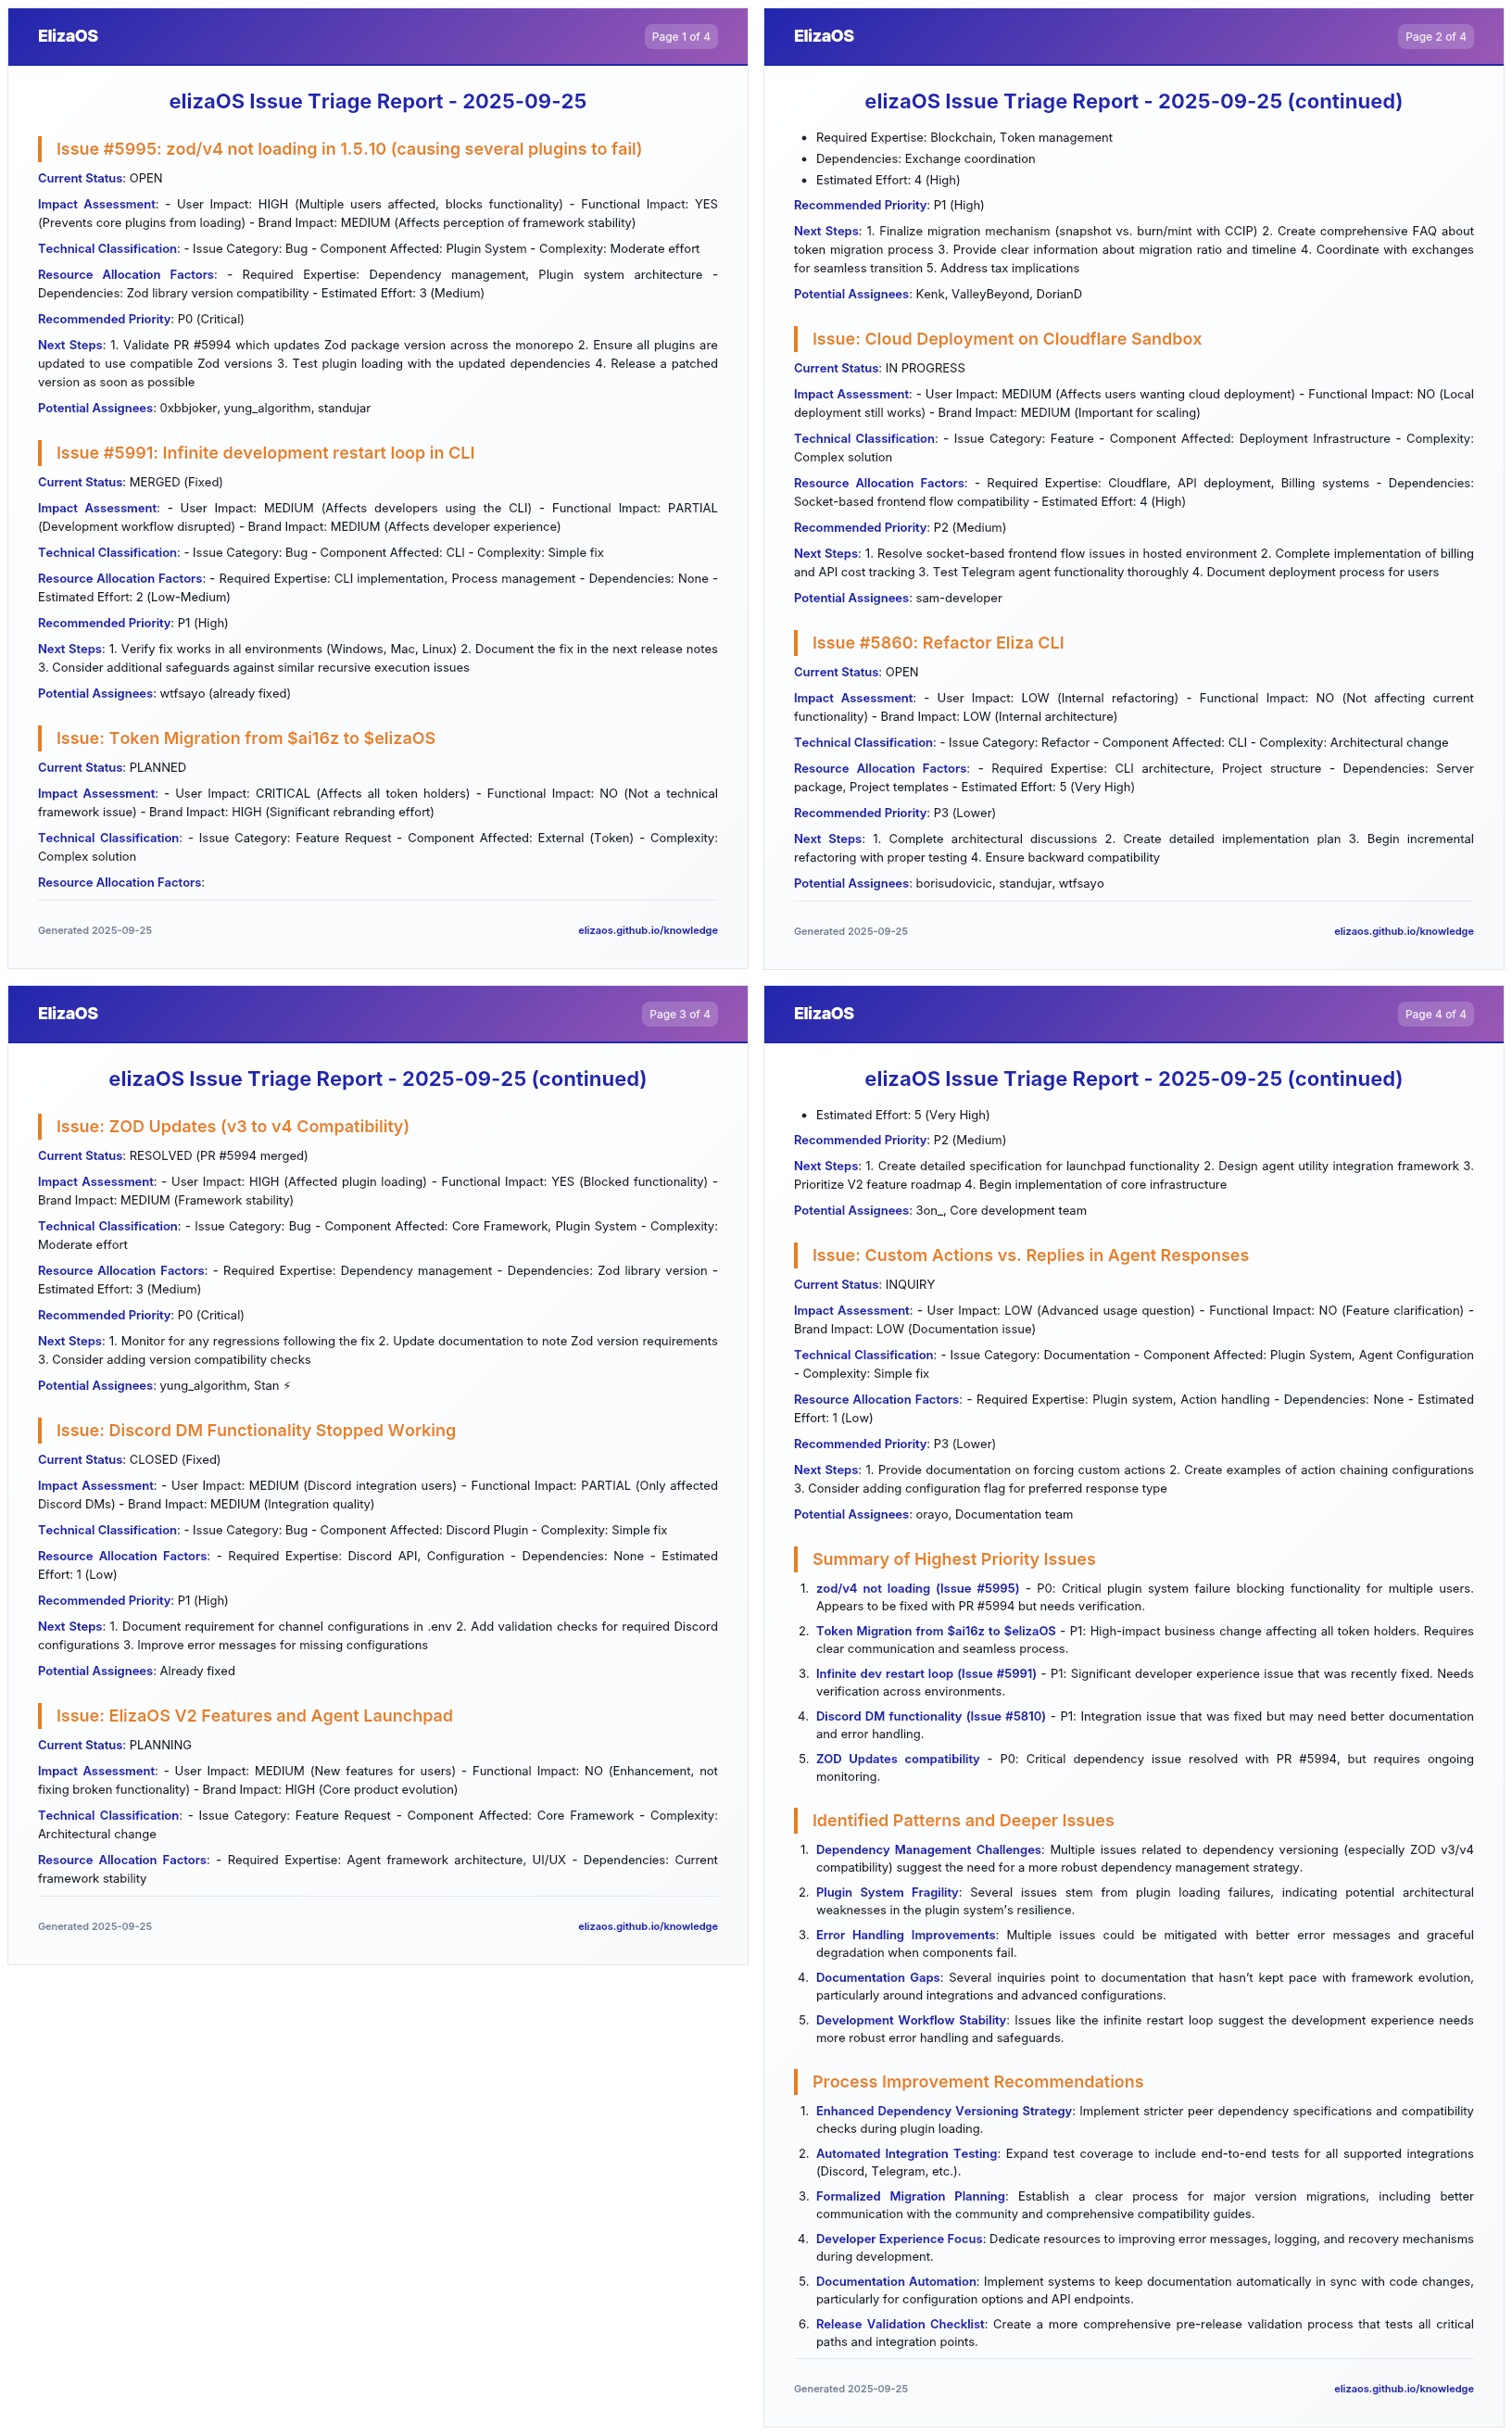 ElizaOS
Page 1 of 4
elizaOS Issue Triage Report - 2025-09-25
Issue #5995: zod/v4 not loading in 1.5.10 (causing several plugins to fail)
Current Status: OPEN
Impact Assessment: - User Impact: HIGH (Multiple users affected, blocks functionality) - Functional Impact: YES
(Prevents core plugins from loading) - Brand Impact: MEDIUM (Affects perception of framework stability)
Technical Classification: - Issue Category: Bug - Component Affected: Plugin System - Complexity: Moderate effort
Resource Allocation Factors: - Required Expertise: Dependency management, Plugin system architecture -
Dependencies: Zod library version compatibility - Estimated Effort: 3 (Medium)
Recommended Priority: P0 (Critical)
Next Steps: 1. Validate PR #5994 which updates Zod package version across the monorepo 2. Ensure all plugins are
updated to use compatible Zod versions 3. Test plugin loading with the updated dependencies 4. Release a patched
version as soon as possible
Potential Assignees: 0xbbjoker, yung_algorithm, standujar
Issue #5991: Infinite development restart loop in CLI
Current Status: MERGED (Fixed)
Impact Assessment: - User Impact: MEDIUM (Affects developers using the CLI) - Functional Impact: PARTIAL
(Development workflow disrupted) - Brand Impact: MEDIUM (Affects developer experience)
Technical Classification: - Issue Category: Bug - Component Affected: CLI - Complexity: Simple fix
Resource Allocation Factors: - Required Expertise: CLI implementation, Process management - Dependencies: None -
Estimated Effort: 2 (Low-Medium)
Recommended Priority: P1 (High)
Next Steps: 1. Verify fix works in all environments (Windows, Mac, Linux) 2. Document the fix in the next release notes
3. Consider additional safeguards against similar recursive execution issues
Potential Assignees: wtfsayo (already fixed)
Issue: Token Migration from $ai16z to $elizaOS
Current Status: PLANNED
Impact Assessment: - User Impact: CRITICAL (Affects all token holders) - Functional Impact: NO (Not a technical
framework issue) - Brand Impact: HIGH (Significant rebranding effort)
Technical Classification: - Issue Category: Feature Request - Component Affected: External (Token) - Complexity:
Complex solution
Resource Allocation Factors:
Generated 2025-09-25
elizaos.github.io/knowledge
ElizaOS
Page 2 of 4
elizaOS Issue Triage Report - 2025-09-25 (continued)
• Required Expertise: Blockchain, Token management
• Dependencies: Exchange coordination
• Estimated Effort: 4 (High)
Recommended Priority: P1 (High)
Next Steps: 1. Finalize migration mechanism (snapshot vs. burn/mint with CCIP) 2. Create comprehensive FAQ about
token migration process 3. Provide clear information about migration ratio and timeline 4. Coordinate with exchanges
for seamless transition 5. Address tax implications
Potential Assignees: Kenk, ValleyBeyond, DorianD
Issue: Cloud Deployment on Cloudflare Sandbox
Current Status: IN PROGRESS
Impact Assessment: - User Impact: MEDIUM (Affects users wanting cloud deployment) - Functional Impact: NO (Local
deployment still works) - Brand Impact: MEDIUM (Important for scaling)
Technical Classification: - Issue Category: Feature - Component Affected: Deployment Infrastructure - Complexity:
Complex solution
Resource Allocation Factors: - Required Expertise: Cloudflare, API deployment, Billing systems - Dependencies:
Socket-based frontend flow compatibility - Estimated Effort: 4 (High)
Recommended Priority: P2 (Medium)
Next Steps: 1. Resolve socket-based frontend flow issues in hosted environment 2. Complete implementation of billing
and API cost tracking 3. Test Telegram agent functionality thoroughly 4. Document deployment process for users
Potential Assignees: sam-developer
Issue #5860: Refactor Eliza CLI
Current Status: OPEN
Impact Assessment: - User Impact: LOW (Internal refactoring) - Functional Impact: NO (Not affecting current
functionality) - Brand Impact: LOW (Internal architecture)
Technical Classification: - Issue Category: Refactor - Component Affected: CLI - Complexity: Architectural change
Resource Allocation Factors: - Required Expertise: CLI architecture, Project structure - Dependencies: Server
package, Project templates - Estimated Effort: 5 (Very High)
Recommended Priority: P3 (Lower)
Next Steps: 1. Complete architectural discussions 2. Create detailed implementation plan 3. Begin incremental
refactoring with proper testing 4. Ensure backward compatibility
Potential Assignees: borisudovicic, standujar, wtfsayo
Generated 2025-09-25
elizaos.github.io/knowledge
ElizaOS
Page 3 of 4
elizaOS Issue Triage Report - 2025-09-25 (continued)
Issue: ZOD Updates (v3 to v4 Compatibility)
Current Status: RESOLVED (PR #5994 merged)
Impact Assessment: - User Impact: HIGH (Affected plugin loading) - Functional Impact: YES (Blocked functionality) -
Brand Impact: MEDIUM (Framework stability)
Technical Classification: - Issue Category: Bug - Component Affected: Core Framework, Plugin System - Complexity:
Moderate effort
Resource Allocation Factors: - Required Expertise: Dependency management - Dependencies: Zod library version -
Estimated Effort: 3 (Medium)
Recommended Priority: P0 (Critical)
Next Steps: 1. Monitor for any regressions following the fix 2. Update documentation to note Zod version requirements
3. Consider adding version compatibility checks
Potential Assignees: yung_algorithm, Stan ⚡
Issue: Discord DM Functionality Stopped Working
Current Status: CLOSED (Fixed)
Impact Assessment: - User Impact: MEDIUM (Discord integration users) - Functional Impact: PARTIAL (Only affected
Discord DMs) - Brand Impact: MEDIUM (Integration quality)
Technical Classification: - Issue Category: Bug - Component Affected: Discord Plugin - Complexity: Simple fix
Resource Allocation Factors: - Required Expertise: Discord API, Configuration - Dependencies: None - Estimated
Effort: 1 (Low)
Recommended Priority: P1 (High)
Next Steps: 1. Document requirement for channel configurations in .env 2. Add validation checks for required Discord
configurations 3. Improve error messages for missing configurations
Potential Assignees: Already fixed
Issue: ElizaOS V2 Features and Agent Launchpad
Current Status: PLANNING
Impact Assessment: - User Impact: MEDIUM (New features for users) - Functional Impact: NO (Enhancement, not
fixing broken functionality) - Brand Impact: HIGH (Core product evolution)
Technical Classification: - Issue Category: Feature Request - Component Affected: Core Framework - Complexity:
Architectural change
Resource Allocation Factors: - Required Expertise: Agent framework architecture, UI/UX - Dependencies: Current
framework stability
Generated 2025-09-25
elizaos.github.io/knowledge
ElizaOS
Page 4 of 4
elizaOS Issue Triage Report - 2025-09-25 (continued)
• Estimated Effort: 5 (Very High)
Recommended Priority: P2 (Medium)
Next Steps: 1. Create detailed specification for launchpad functionality 2. Design agent utility integration framework 3.
Prioritize V2 feature roadmap 4. Begin implementation of core infrastructure
Potential Assignees: 3on_, Core development team
Issue: Custom Actions vs. Replies in Agent Responses
Current Status: INQUIRY
Impact Assessment: - User Impact: LOW (Advanced usage question) - Functional Impact: NO (Feature clarification) -
Brand Impact: LOW (Documentation issue)
Technical Classification: - Issue Category: Documentation - Component Affected: Plugin System, Agent Configuration
- Complexity: Simple fix
Resource Allocation Factors: - Required Expertise: Plugin system, Action handling - Dependencies: None - Estimated
Effort: 1 (Low)
Recommended Priority: P3 (Lower)
Next Steps: 1. Provide documentation on forcing custom actions 2. Create examples of action chaining configurations
3. Consider adding configuration flag for preferred response type
Potential Assignees: orayo, Documentation team
Summary of Highest Priority Issues
1. zod/v4 not loading (Issue #5995) - P0: Critical plugin system failure blocking functionality for multiple users.
Appears to be fixed with PR #5994 but needs verification.
2. Token Migration from $ai16z to $elizaOS - P1: High-impact business change affecting all token holders. Requires
clear communication and seamless process.
3. Infinite dev restart loop (Issue #5991) - P1: Significant developer experience issue that was recently fixed. Needs
verification across environments.
4. Discord DM functionality (Issue #5810) - P1: Integration issue that was fixed but may need better documentation
and error handling.
5. ZOD Updates compatibility - P0: Critical dependency issue resolved with PR #5994, but requires ongoing
monitoring.
Identified Patterns and Deeper Issues
1. Dependency Management Challenges: Multiple issues related to dependency versioning (especially ZOD v3/v4
compatibility) suggest the need for a more robust dependency management strategy.
2. Plugin System Fragility: Several issues stem from plugin loading failures, indicating potential architectural
weaknesses in the plugin system's resilience.
3. Error Handling Improvements: Multiple issues could be mitigated with better error messages and graceful
degradation when components fail.
4. Documentation Gaps: Several inquiries point to documentation that hasn't kept pace with framework evolution,
particularly around integrations and advanced configurations.
5. Development Workflow Stability: Issues like the infinite restart loop suggest the development experience needs
more robust error handling and safeguards.
Process Improvement Recommendations
1. Enhanced Dependency Versioning Strategy: Implement stricter peer dependency specifications and compatibility
checks during plugin loading.
2. Automated Integration Testing: Expand test coverage to include end-to-end tests for all supported integrations
(Discord, Telegram, etc.).
3. Formalized Migration Planning: Establish a clear process for major version migrations, including better
communication with the community and comprehensive compatibility guides.
4. Developer Experience Focus: Dedicate resources to improving error messages, logging, and recovery mechanisms
during development.
5. Documentation Automation: Implement systems to keep documentation automatically in sync with code changes,
particularly for configuration options and API endpoints.
6. Release Validation Checklist: Create a more comprehensive pre-release validation process that tests all critical
paths and integration points.
Generated 2025-09-25
elizaos.github.io/knowledge